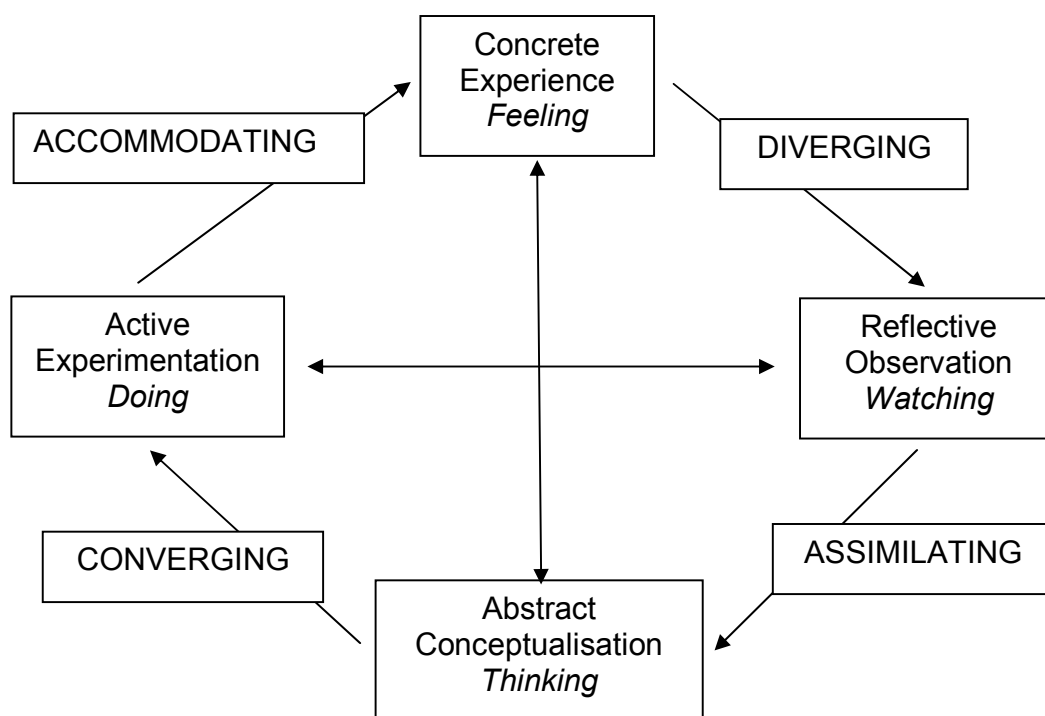 Concrete
Experience
Feeling
ACCOMMODATING
DIVERGING
Active
Experimentation
Doing
Reflective
Observation
Watching
CONVERGING
ASSIMILATING
Abstract
Conceptualisation
Thinking